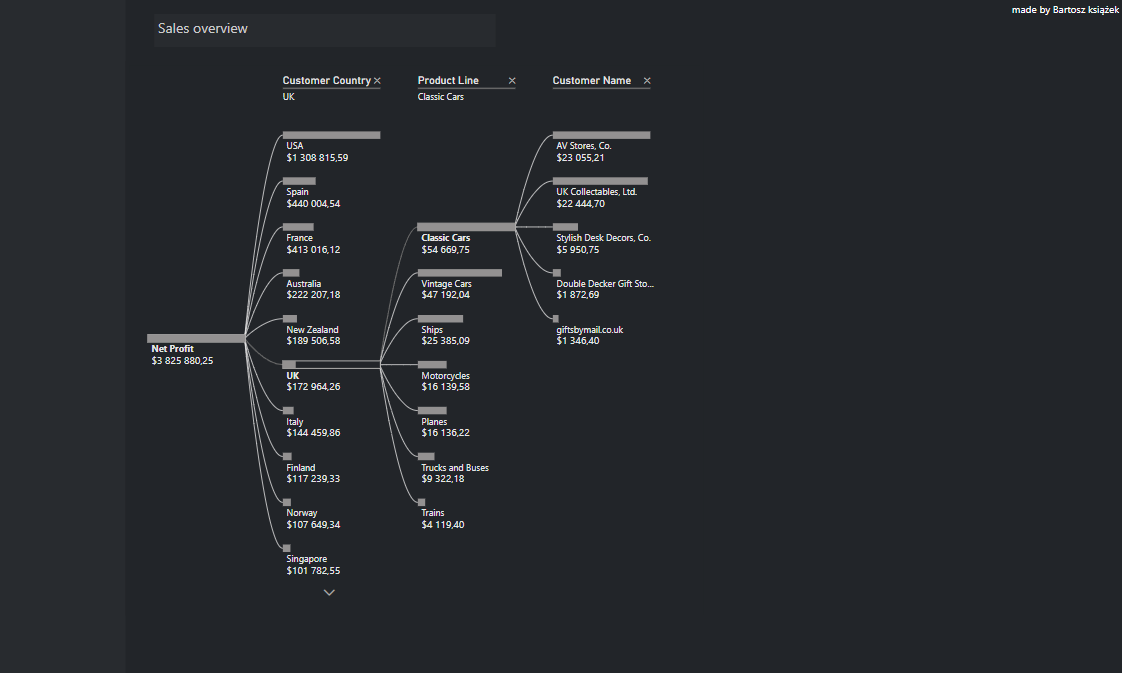 made by Bartosz książek
Sales overview
Customer Country
UK
Product Line
Classic Cars
Customer Name
Net Profit
$3 825 880,25
USA
$1 308 815,59
Spain
$440 004,54
France
$413 016,12
Australia
$222 207,18
New Zealand
$189 506,58
UK
$172 964,26
Italy
$144 459,86
Finland
$117 239,33
Norway
$107 649,34
Singapore
$101 782,55
Classic Cars
$54 669,75
Vintage Cars
$47 192,04
Ships
$25 385,09
Motorcycles
$16 139,58
Planes
$16 136,22
Trucks and Buses
$9 322,18
Trains
$4 119,40
AV Stores, Co.
$23 055,21
UK Collectables, Ltd.
$22 444,70
Stylish Desk Decors, Co.
$5 950,75
Double Decker Gift Sto...
$1 872,69
giftsbymail.co.uk
$1 346,40